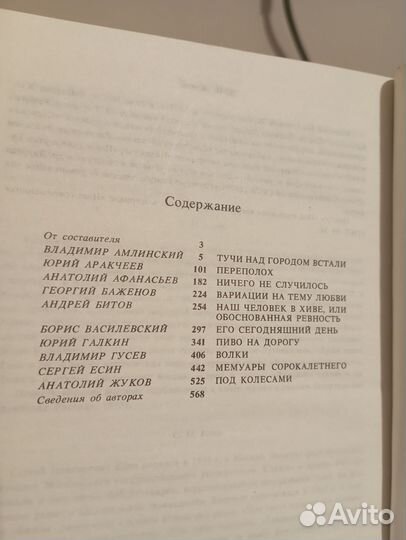 Содержание
От составителя 3
ВЛАДИМИР АМЛИНСКИЙ 5 ТУЧИ НАД ГОРОДОМ ВСТАЛИ
ЮРИЙ АРАКЧЕЕВ 101 ПЕРЕПОЛОХ
АНАТОЛИЙ АФАНАСЬЕВ 182 НИЧЕГО НЕ СЛУЧИЛОСЬ
ГЕОРГИЙ БАЖЕНОВ 224 ВАРИАЦИИ НА ТЕМУ ЛЮБВИ
АНДРЕЙ БИТОВ 254 НАШ ЧЕЛОВЕК В ХИВЕ, ИЛИ
ОБОСНОВАННАЯ РЕВНОСТЬ
БОРИС ВАСИЛЕВСКИЙ 297 ЕГО СЕГОДНЯШНИЙ ДЕНЬ
ЮРИЙ ГАЛКИН 341 ПИВО НА ДОРОГУ
ВЛАДИМИР ГУСЕВ 406 ВОЛКИ
СЕРГЕЙ ЕСИН 442 МЕМУАРЫ СОРОКАЛЕТНЕГО
АНАТОЛИЙ ЖУКОВ 525 ПОД КОЛЕСАМИ
Сведения об авторах 568
Avito